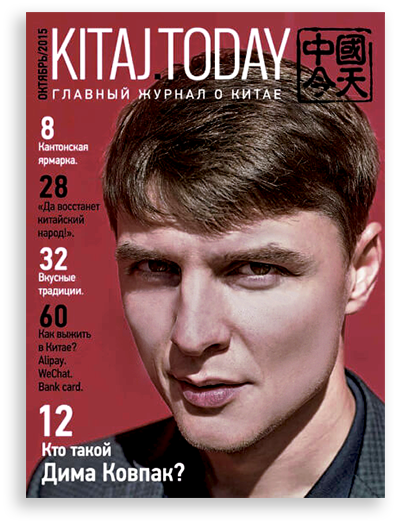 ОКТЯБРЬ/2015
KITAJ.TODAY
中國
今天
ГЛАВНЫЙ ЖУРНАЛ О КИТАЕ
8
Кантонская
ярмарка.
28
«Да восстанет
китайский
народ!».
32
Вкусные
традиции.
60
Как выжить
в Китае?
Alipay.
WeChat.
Bank card.
12
Кто такой
Дима Ковпак?